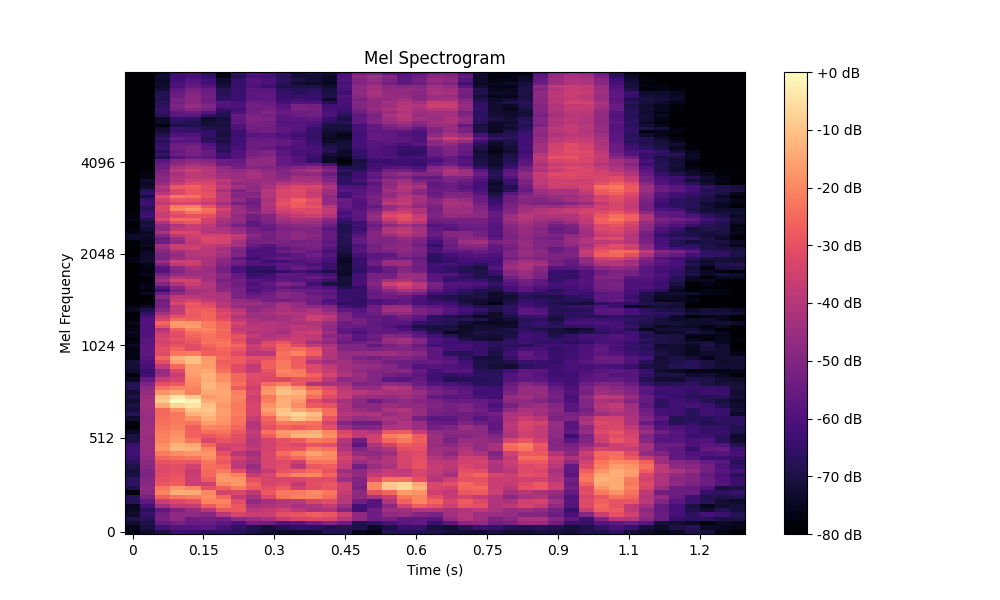 Mel Spectrogram
Mel Frequency
4096
2048
1024
512
0
0 0.15 0.3 0.45 0.6 0.75 0.9 1.1 1.2
Time (s)
+0 dB
-10 dB
-20 dB
-30 dB
-40 dB
-50 dB
-60 dB
-70 dB
-80 dB